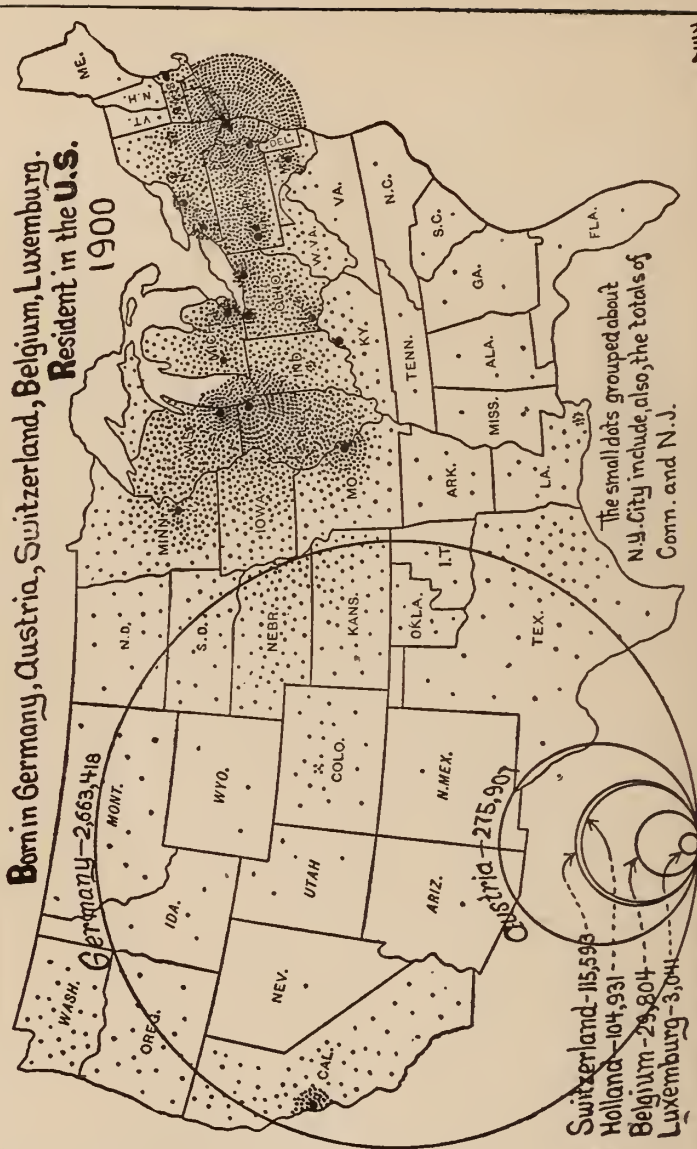 Born in Germany, Austria, Switzerland, Belgium, Luxemburg.
Resident in the U.S.
1900
Germany-2,663,418
Austria-275,907
Switzerland-115,593
Holland-104,931
Belgium-29,804
Luxemburg-3,041
The small dots grouped about
N.Y. City include, also, the totals of
Conn. and N.J.
WASH.
OREG.
CAL.
NEV.
IDA.
MONT.
WYO.
UTAH
ARIZ.
COLO.
N.MEX.
N.D.
S.D.
NEBR.
KANS.
OKLA.
I.T.
TEX.
MINN.
IOWA
MO.
ARK.
LA.
WIS.
MICH.
IND.
OHIO
KY.
TENN.
MISS.
ALA.
GA.
FLA.
S.C.
N.C.
VA.
W.VA.
DEL.
N.Y.
VT.
N.H.
ME.